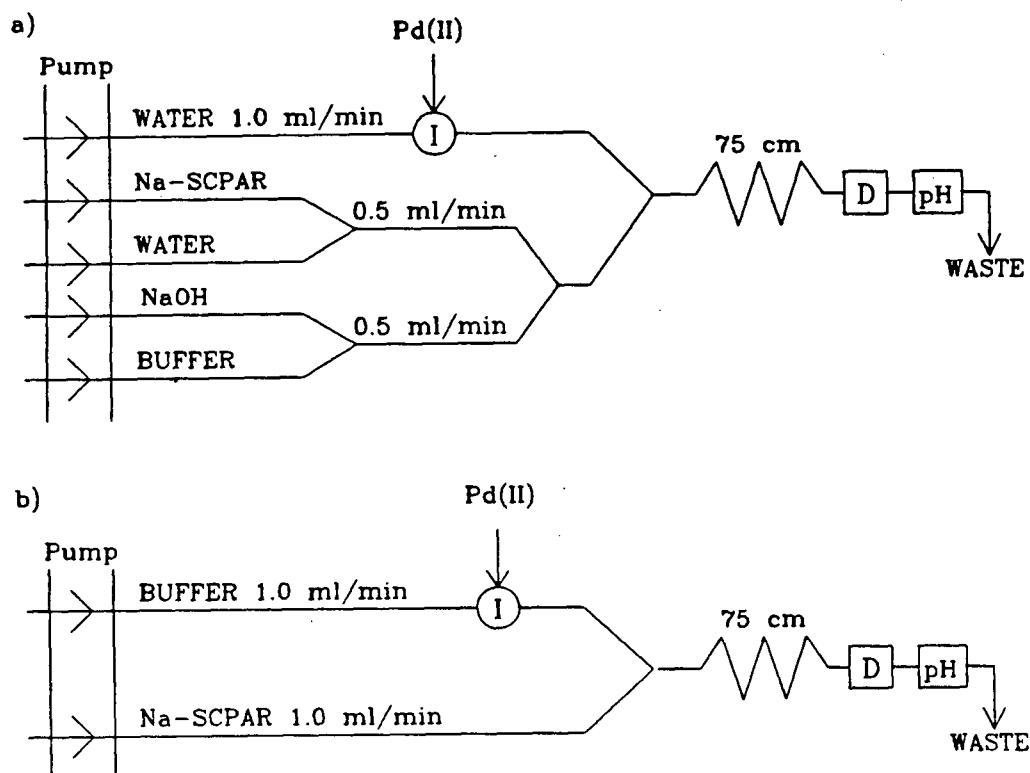 a)
Pd(II)
Pump
WATER 1.0 ml/min
I
75 cm
Na-SCPAR
0.5 ml/min
D
pH
WATER
WASTE
NaOH
0.5 ml/min
BUFFER
b)
Pd(II)
Pump
BUFFER 1.0 ml/min
I
75 cm
D
pH
Na-SCPAR 1.0 ml/min
WASTE